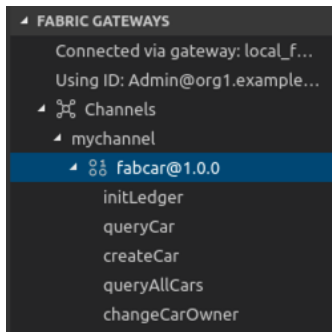 FABRIC GATEWAYS
Connected via gateway: local_f...
Using ID: Admin@org1.example...
Channels
mychannel
fabcar@1.0.0
initLedger
queryCar
createCar
queryAllCars
changeCarOwner